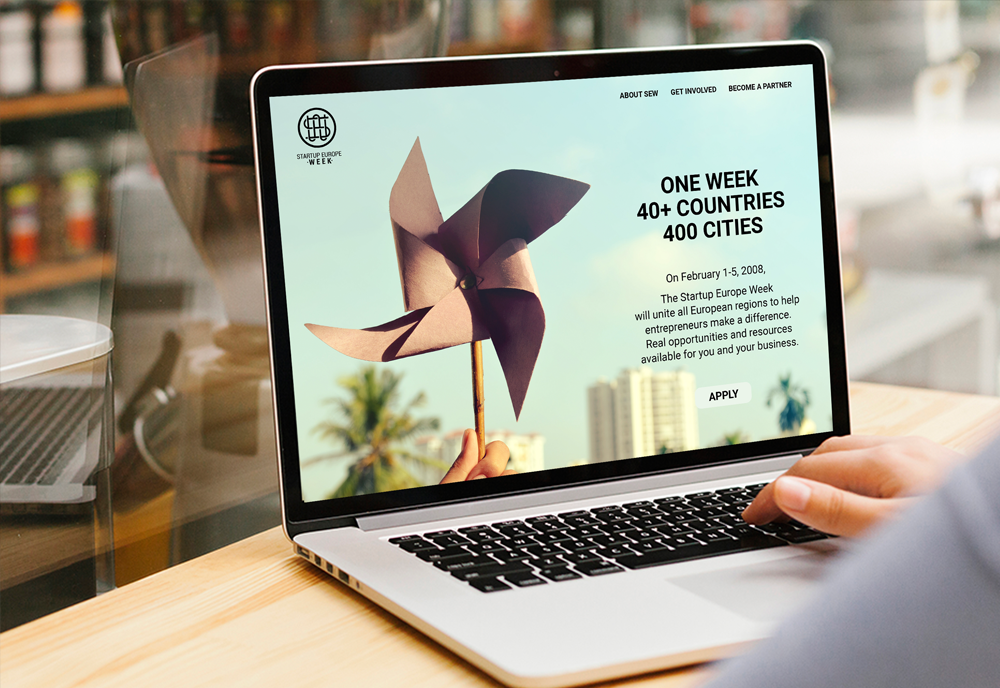 ABOUT SEW GET INVOLVED BECOME A PARTNER
STARTUP EUROPE
·WEEK·
ONE WEEK
40+ COUNTRIES
400 CITIES
On February 1-5, 2008,
The Startup Europe Week
will unite all European regions to help
entrepreneurs make a difference.
Real opportunities and resources
available for you and your business.
APPLY